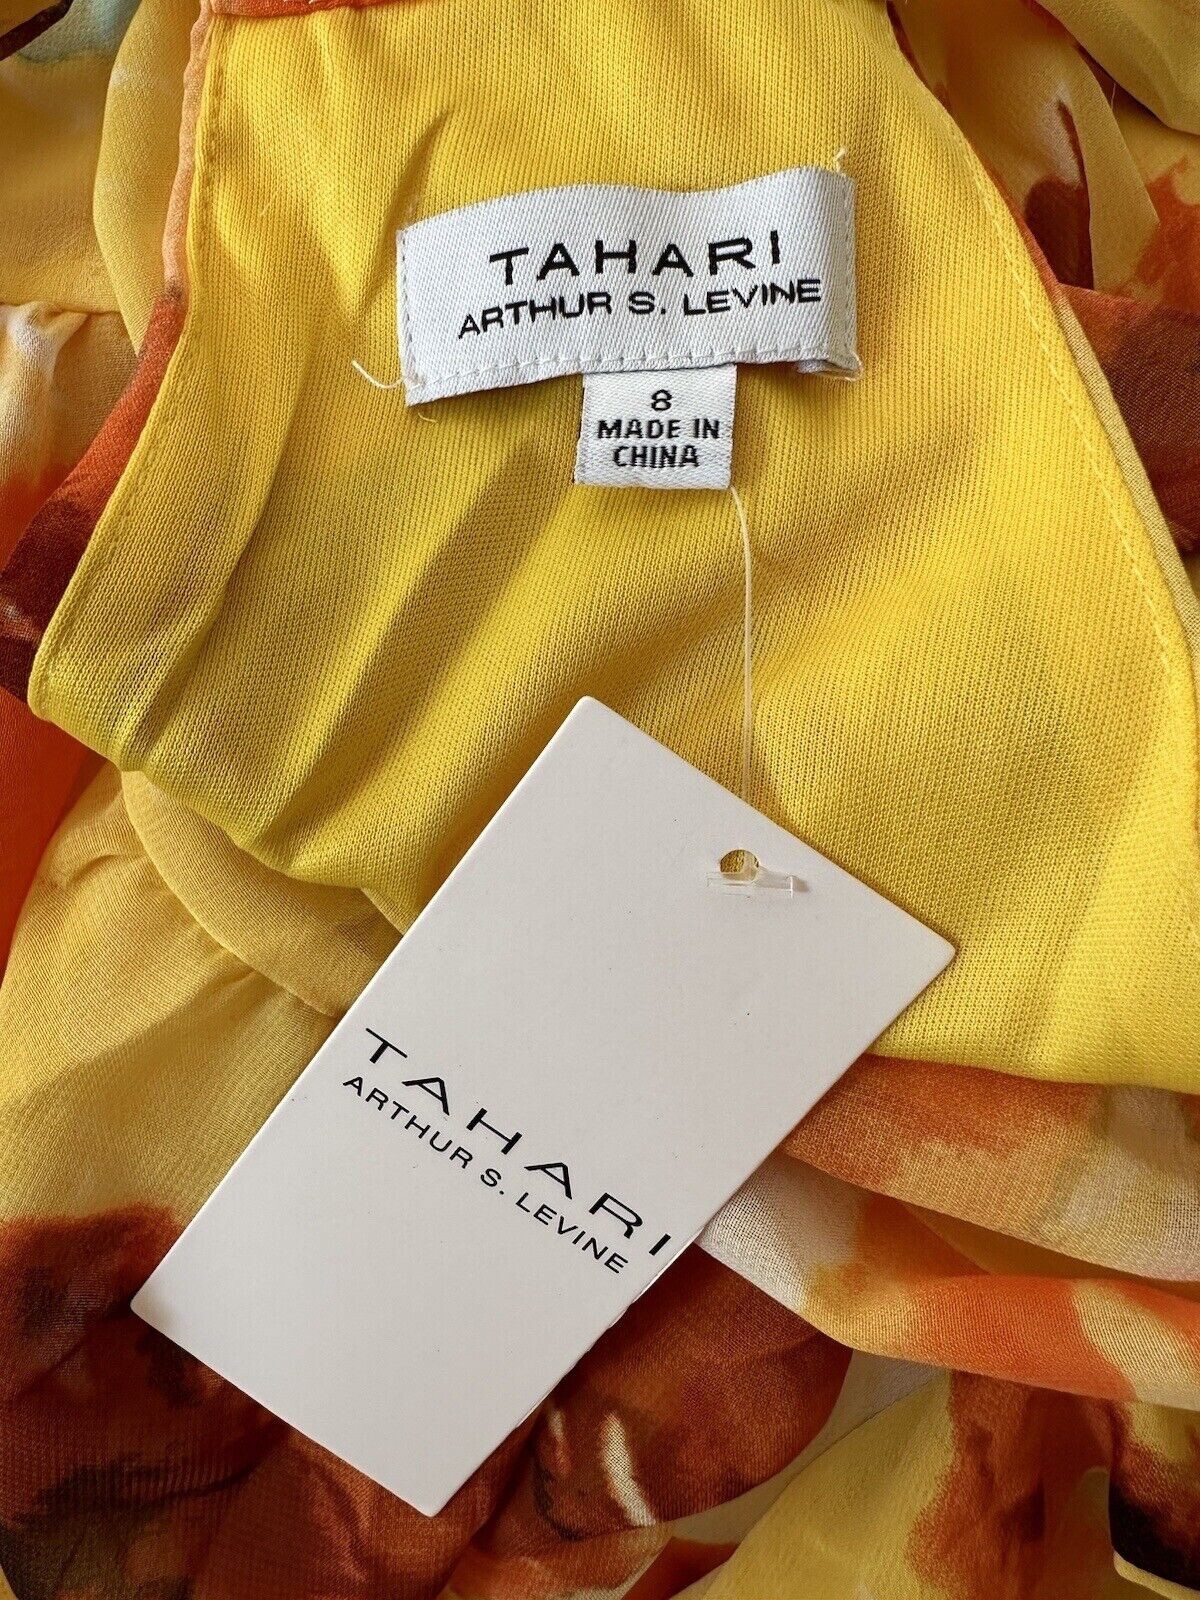 TAHARI
ARTHUR S. LEVINE
8
MADE IN
CHINA
TAHARI
ARTHUR S. LEVINE